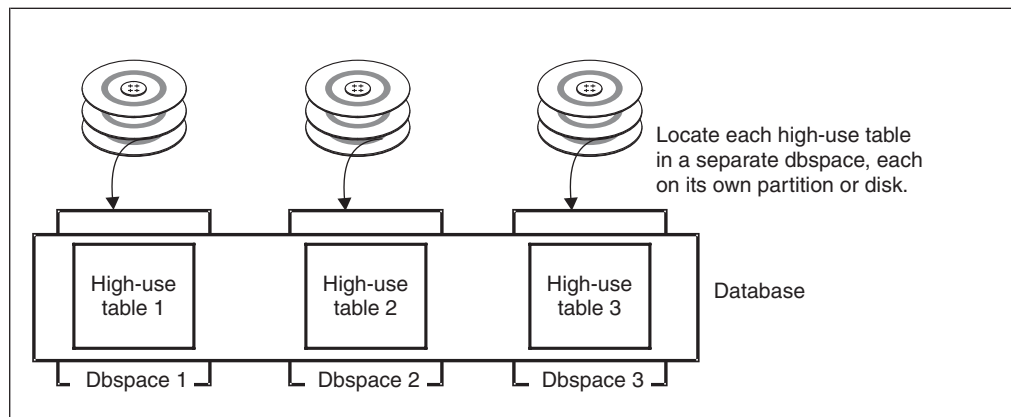 Locate each high-use table
in a separate dbspace, each
on its own partition or disk.
High-use
table 1
High-use
table 2
High-use
table 3
Database
Dbspace 1
Dbspace 2
Dbspace 3